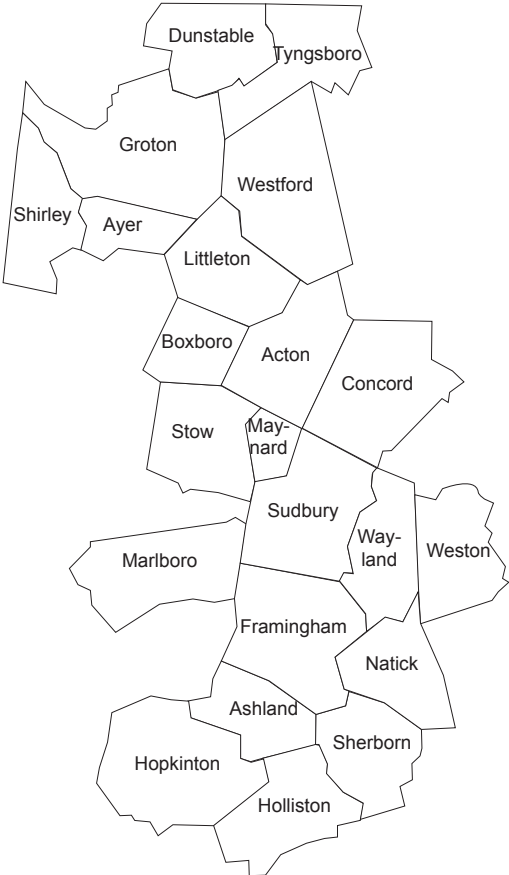 Dunstable
Tyngsboro
Groton
Westford
Shirley
Ayer
Littleton
Boxboro
Acton
Concord
Stow
May-
nard
Sudbury
Way-
land
Weston
Marlboro
Framingham
Natick
Ashland
Sherborn
Hopkinton
Holliston